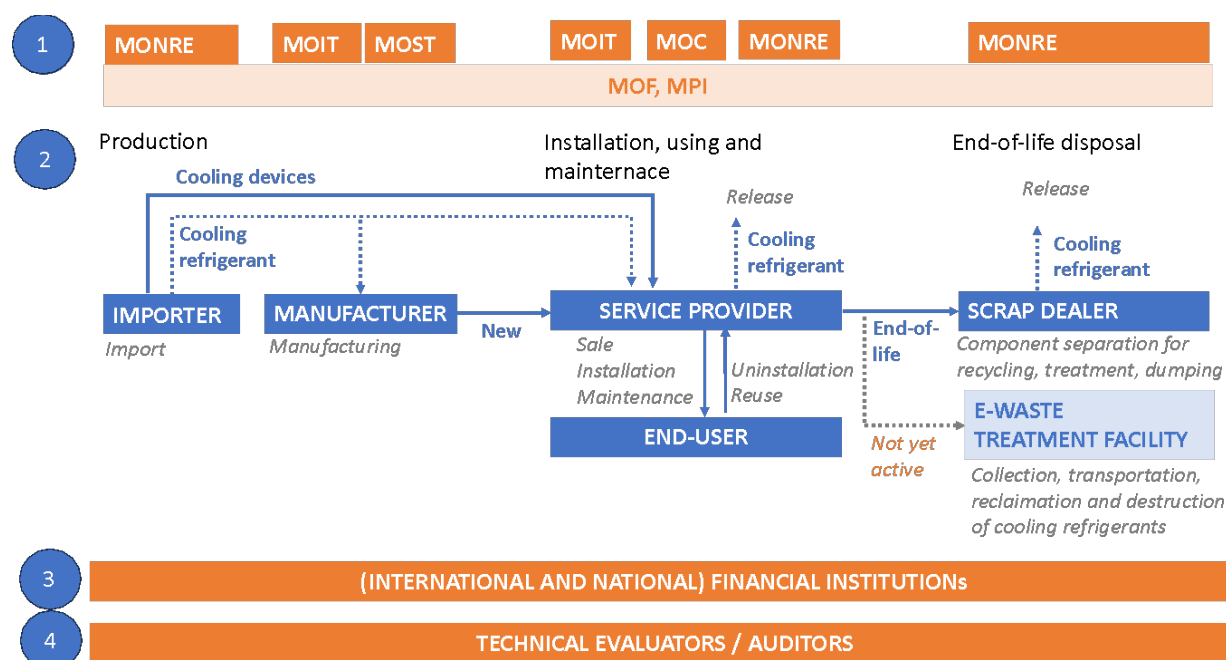 1
MONRE
MOIT
MOST
MOIT
MOC
MONRE
MONRE
MOF, MPI
2
Production
Installation, using and
mainternace
End-of-life disposal
Cooling devices
Release
Release
Cooling
refrigerant
Cooling
refrigerant
Cooling
refrigerant
IMPORTER
MANUFACTURER
SERVICE PROVIDER
SCRAP DEALER
Import
Manufacturing
New
End-of-
life
Sale
Installation
Maintenance
Uninstallation
Reuse
Component separation for
recycling, treatment, dumping
END-USER
Not yet
active
E-WASTE
TREATMENT FACILITY
Collection, transportation,
reclaimation and destruction
of cooling refrigerants
3
(INTERNATIONAL AND NATIONAL) FINANCIAL INSTITUTIONs
4
TECHNICAL EVALUATORS / AUDITORS